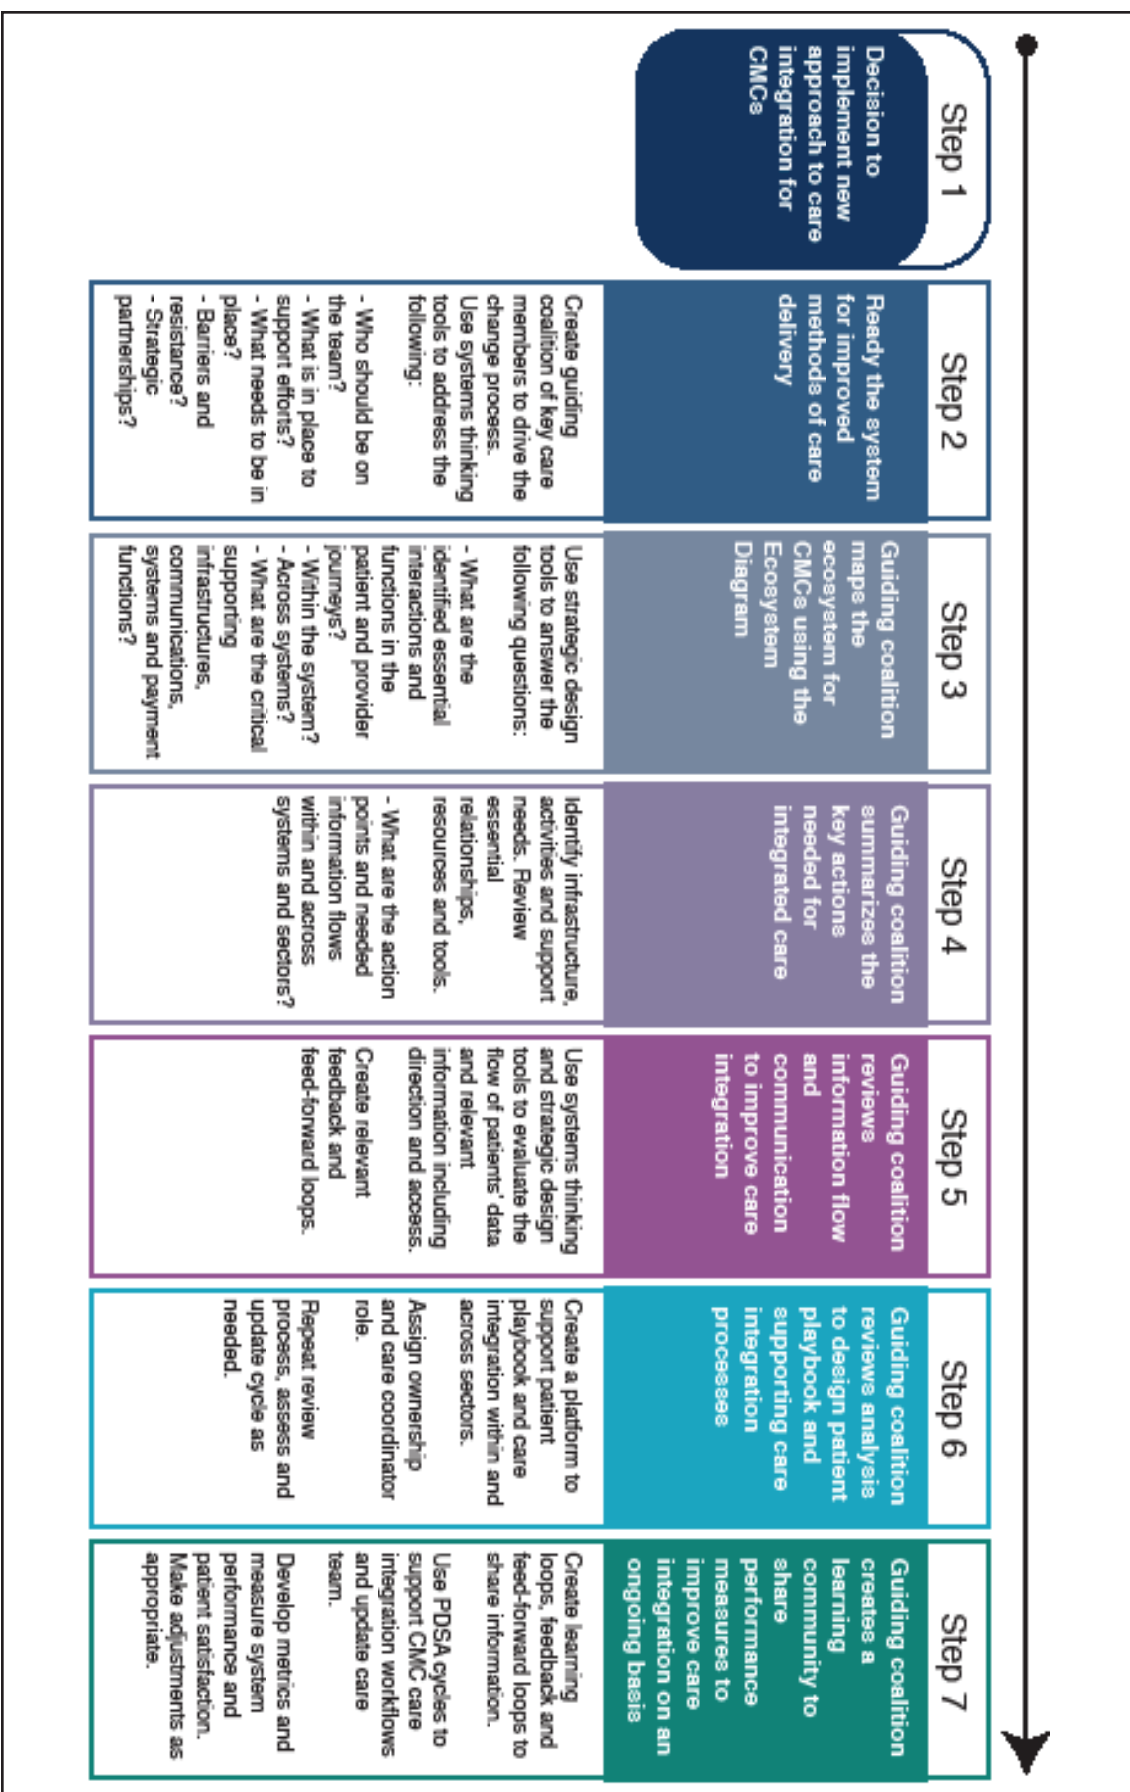 Step 1
Decision to
implement new
approach to care
integration for
CMCs
Step 2
Ready the system
for improved
methods of care
delivery
Create guiding
coalition of key care
members to drive the
change process.
Use systems thinking
tools to address the
following:
- Who should be on
the team?
- What is in place to
support efforts?
- What needs to be in
place?
- Barriers and
resistance?
- Strategic
partnerships?
Step 3
Guiding coalition
maps the
ecosystem for
CMCs using the
Ecosystem
Diagram
Use strategic design
tools to answer the
following questions:
- What are the
identified essential
interactions and
functions in the
patient and provider
journeys?
- Within the system?
- Across systems?
- What are the critical
supporting
infrastructures,
communications,
systems and payment
functions?
Step 4
Guiding coalition
summarizes the
key actions
needed for
integrated care
Identify infrastructure,
activities and support
needs. Review
essential
relationships,
resources and tools.
- What are the action
points and needed
information flows
within and across
systems and sectors?
Step 5
Guiding coalition
reviews
information flow
and
communication
to improve care
integration
Use systems thinking
and strategic design
tools to evaluate the
flow of patients' data
and relevant
information including
direction and access.
Create relevant
feedback and
feed-forward loops.
Step 6
Guiding coalition
reviews analysis
to design patient
playbook and
supporting care
integration
processes
Create a platform to
support patient
playbook and care
integration within and
across sectors.
Assign ownership
and care coordinator
role.
Repeat review
process, assess and
update cycle as
needed.
Step 7
Guiding coalition
creates a
learning
community to
share
performance
measures to
improve care
integration on an
ongoing basis
Create learning
loops, feedback and
feed-forward loops to
share information.
Use PDSA cycles to
support CMC care
integration workflows
and update care
team.
Develop metrics and
measure system
performance and
patient satisfaction.
Make adjustments as
appropriate.